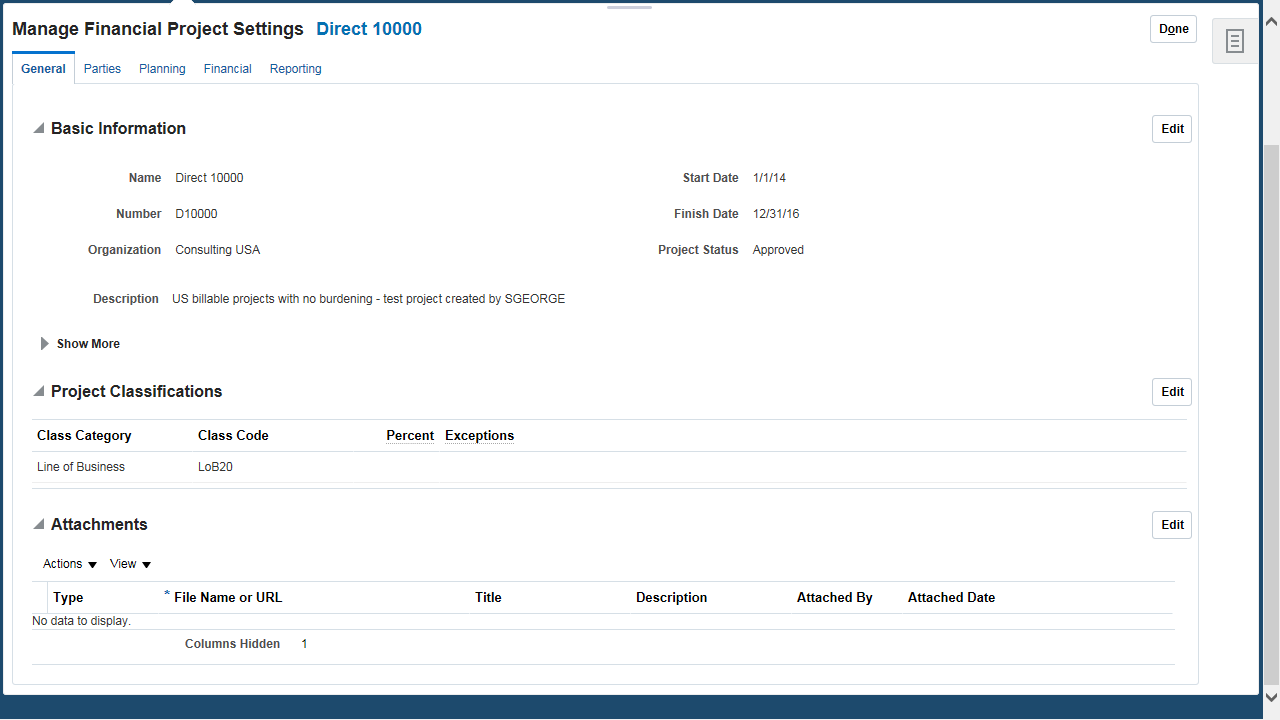 Manage Financial Project Settings Direct 10000 Done
General Parties Planning Financial Reporting
Basic Information Edit
Name Direct 10000 Start Date 1/1/14
Number D10000 Finish Date 12/31/16
Organization Consulting USA Project Status Approved
Description US billable projects with no burdening - test project created by SGEORGE
Show More
Project Classifications Edit
Class Category Class Code Percent Exceptions
Line of Business LoB20
Attachments Edit
Actions View
Type * File Name or URL Title Description Attached By Attached Date
No data to display.
Columns Hidden 1